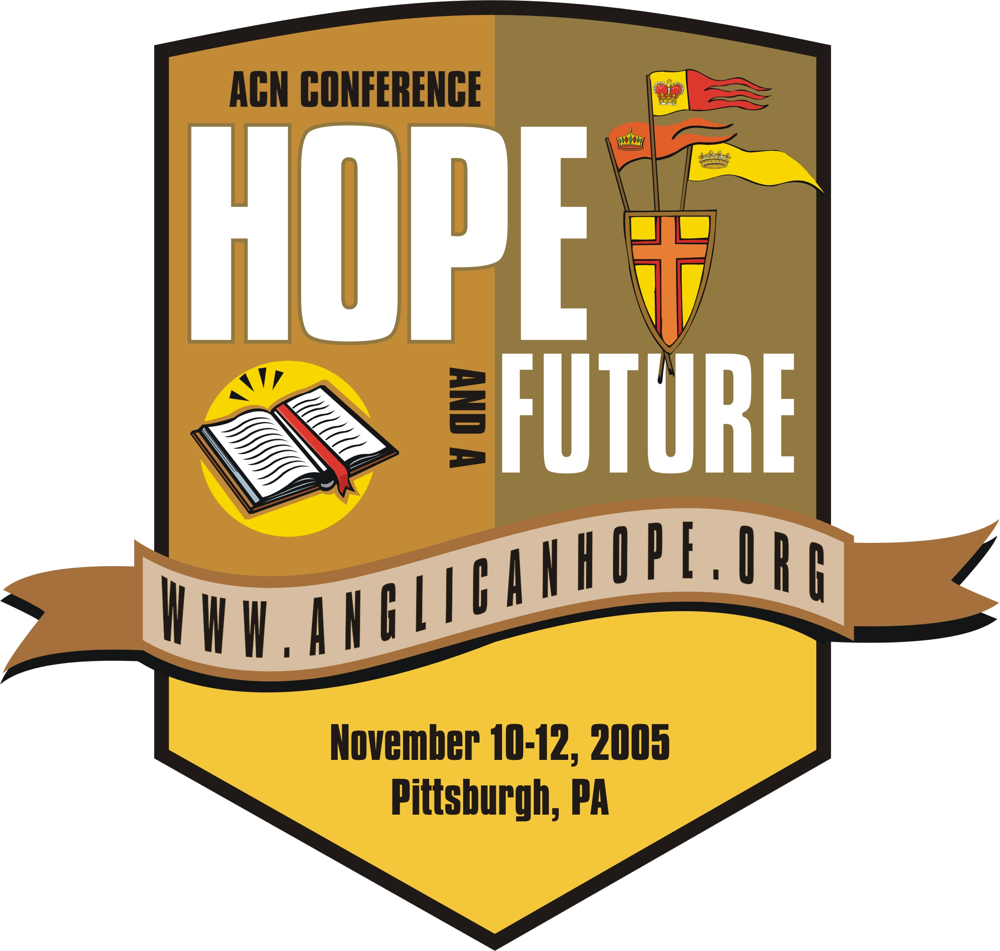 ACN CONFERENCE
HOPE
AND A
FUTURE
WWW.ANGLICANHOPE.ORG
November 10-12, 2005
Pittsburgh, PA